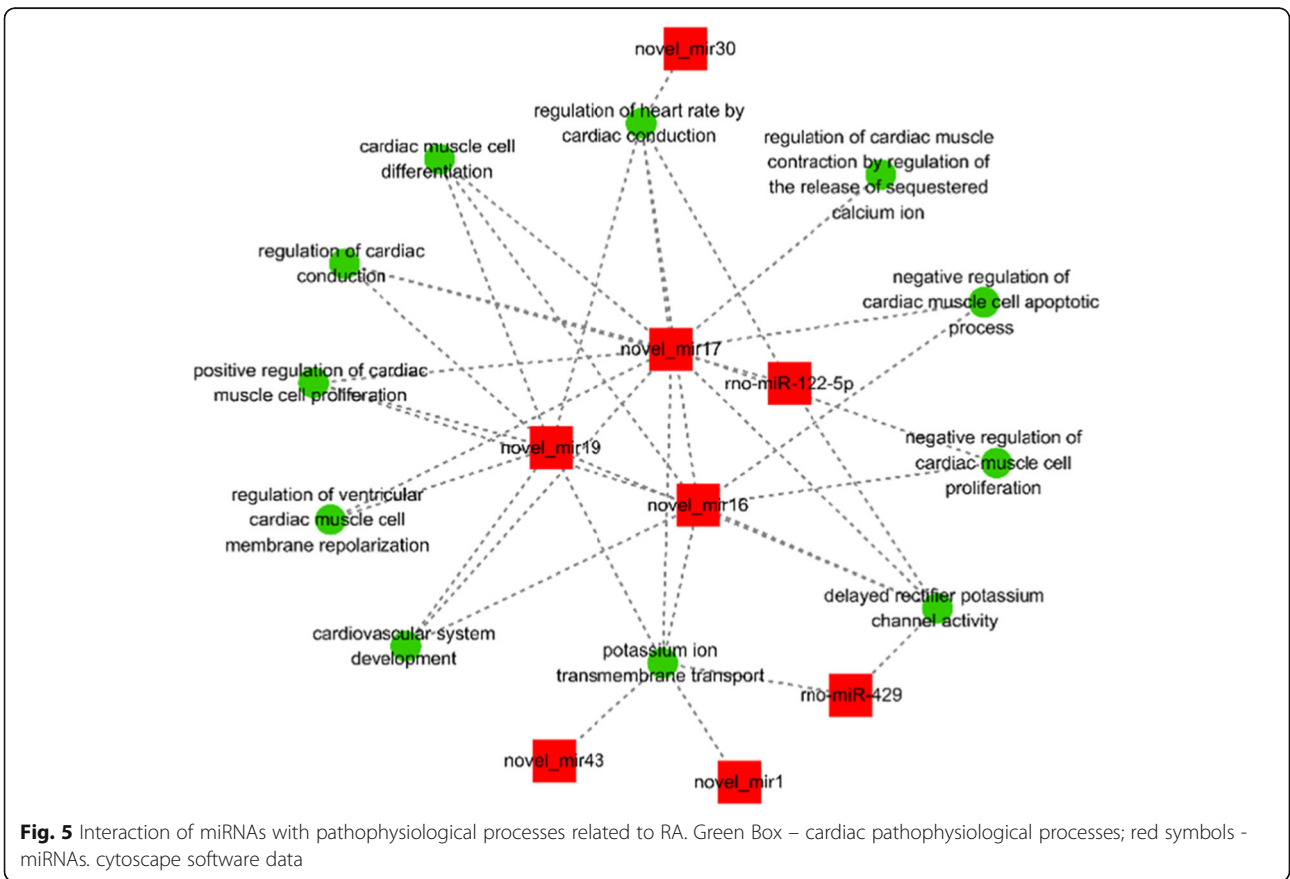 novel_mir30
regulation of heart rate by
cardiac conduction
cardiac muscle cell
differentiation
regulation of cardiac muscle
contraction by regulation of
the release of sequestered
calcium ion
regulation of cardiac
conduction
negative regulation of
cardiac muscle cell apoptotic
process
novel_mir17
positive regulation of cardiac
muscle cell proliferation
rno-miR-122-5p
novel_mir19
negative regulation of
cardiac muscle cell
proliferation
regulation of ventricular
cardiac muscle cell
membrane repolarization
novel_mir16
delayed rectifier potassium
channel activity
cardiovascular system
development
potassium ion
transmembrane transport
rno-miR-429
novel_mir43
novel_mir1
Fig. 5 Interaction of miRNAs with pathophysiological processes related to RA. Green Box – cardiac pathophysiological processes; red symbols -
miRNAs. cytoscape software data